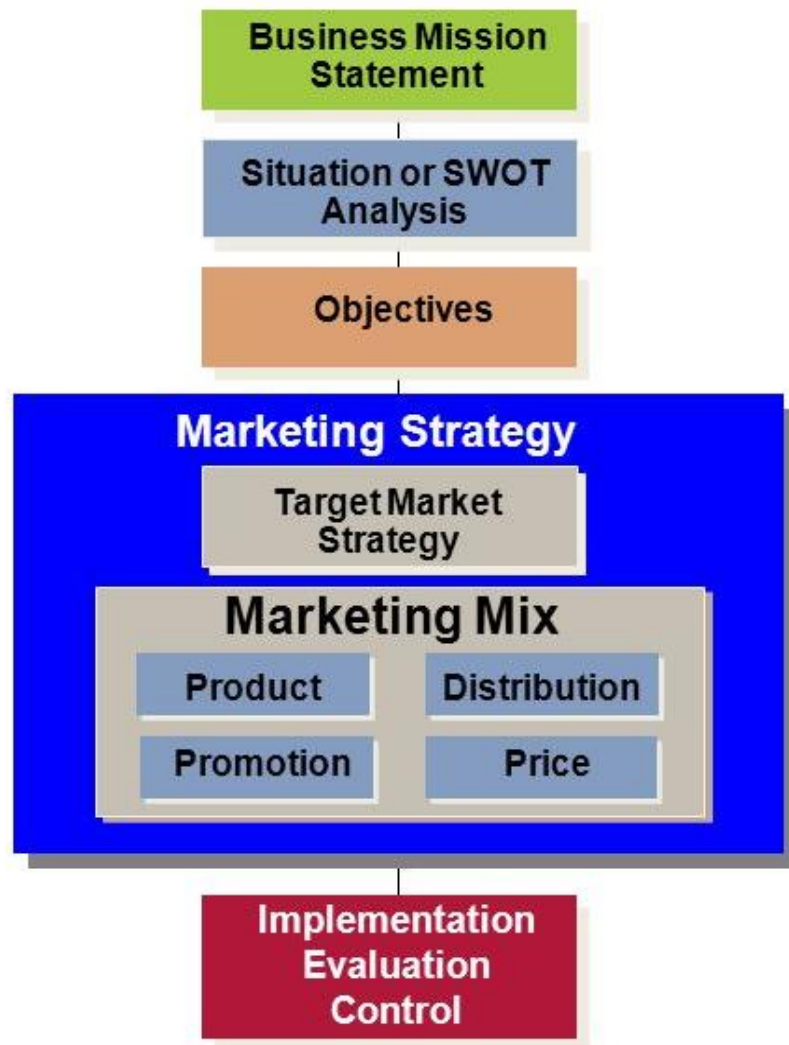 Business Mission
Statement
Situation or SWOT
Analysis
Objectives
Marketing Strategy
Target Market
Strategy
Marketing Mix
Product
Distribution
Promotion
Price
Implementation
Evaluation
Control